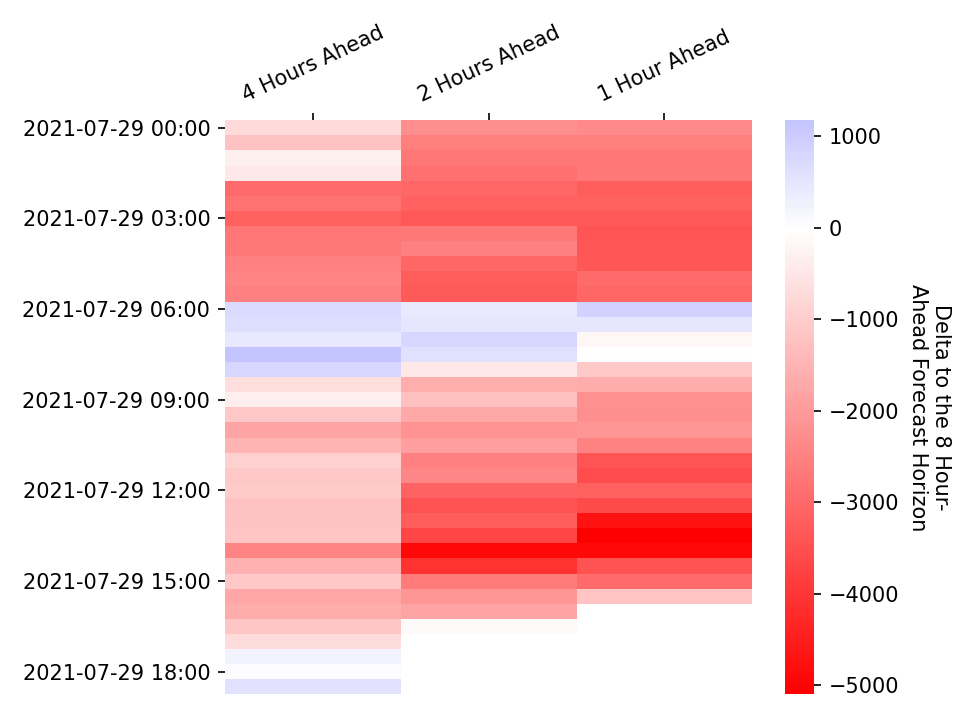 4 Hours Ahead
2 Hours Ahead
1 Hour Ahead
2021-07-29 00:00
2021-07-29 03:00
2021-07-29 06:00
2021-07-29 09:00
2021-07-29 12:00
2021-07-29 15:00
2021-07-29 18:00
1000
0
−1000
−2000
−3000
−4000
−5000
Delta to the 8 Hour-
Ahead Forecast Horizon